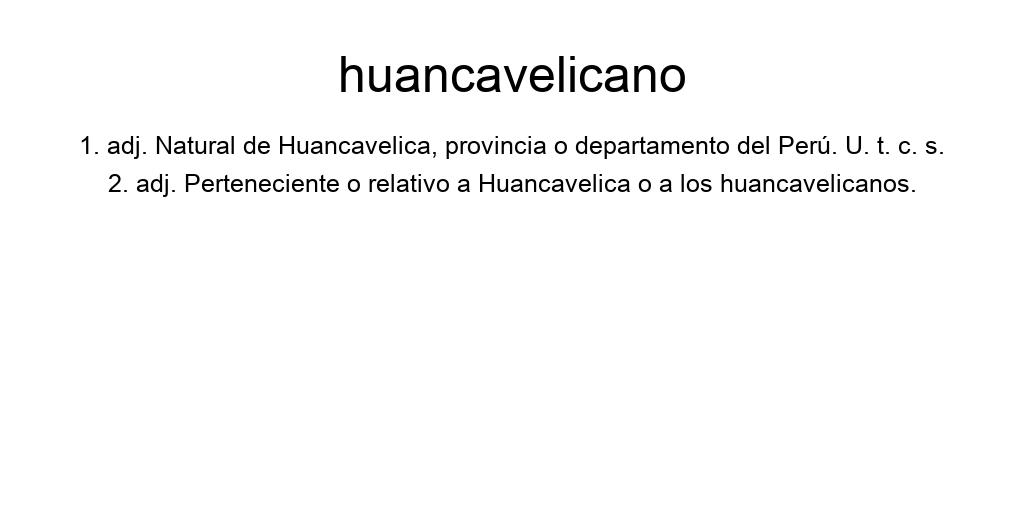 huancavelicano
1. adj. Natural de Huancavelica, provincia o departamento del Perú. U. t. c. s.
2. adj. Perteneciente o relativo a Huancavelica o a los huancavelicanos.